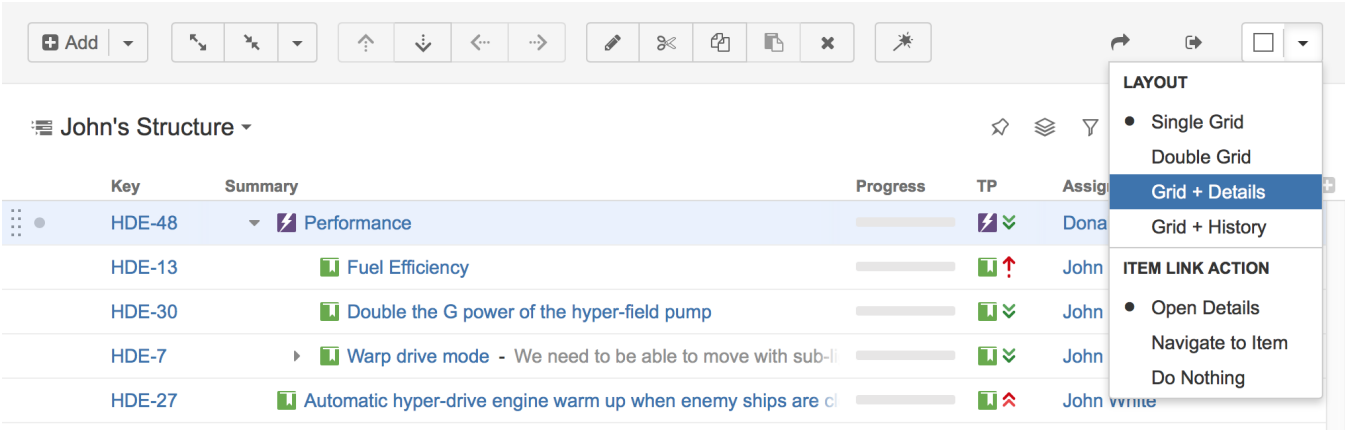 Add
LAYOUT
Single Grid
Double Grid
Grid + Details
Grid + History
ITEM LINK ACTION
Open Details
Navigate to Item
Do Nothing
John's Structure
Key Summary Progress TP
HDE-48 Performance
HDE-13 Fuel Efficiency John
HDE-30 Double the G power of the hyper-field pump John
HDE-7 Warp drive mode - We need to be able to move with John
HDE-27 Automatic hyper-drive engine warm up when enemy ships are John White